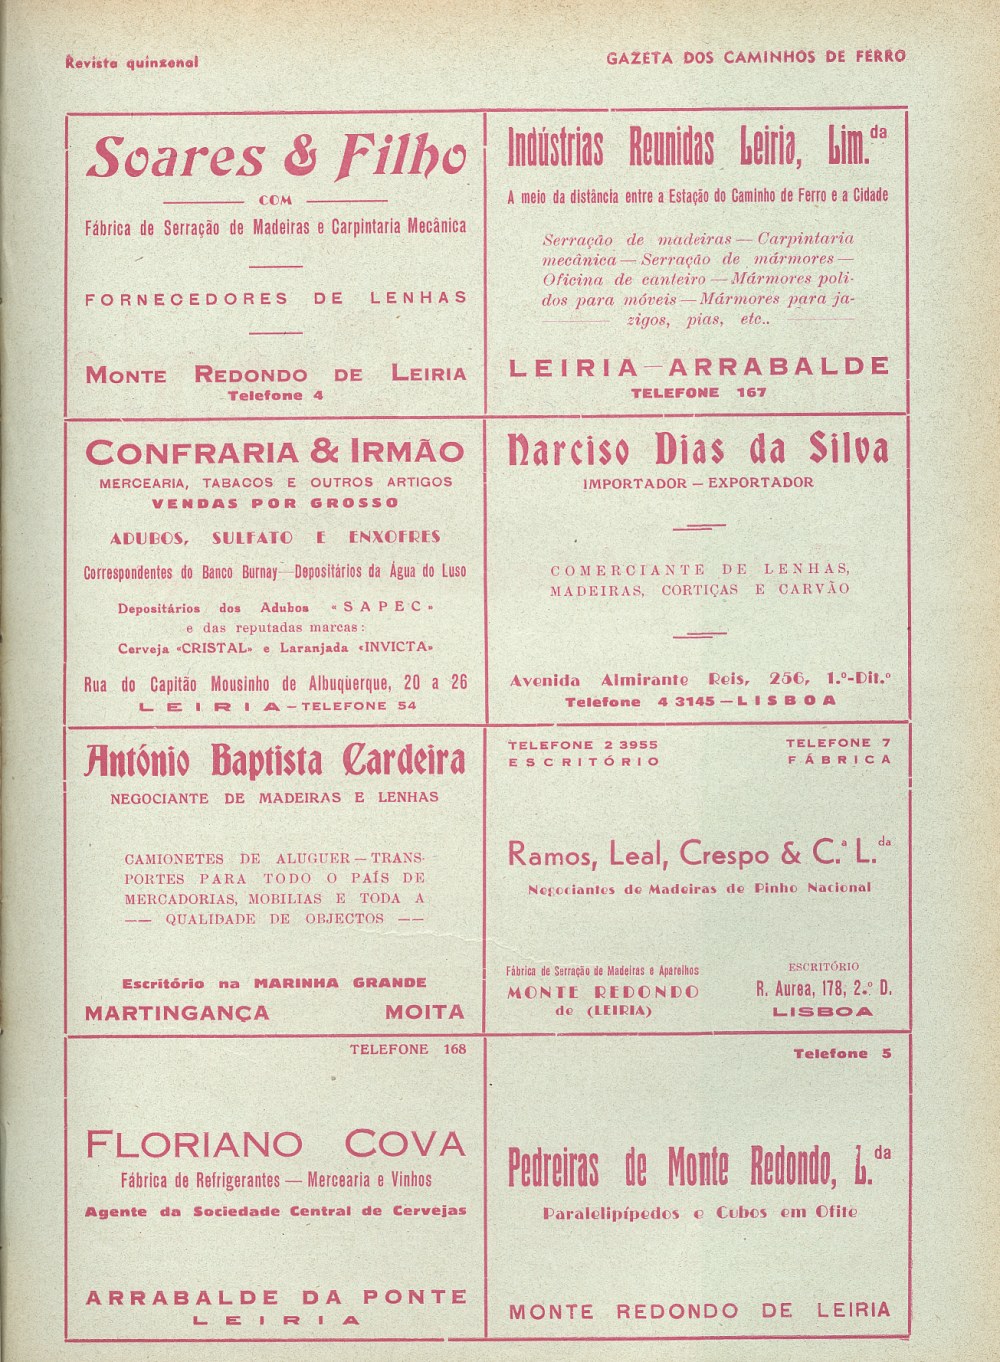 Revista quinzenal
GAZETA DOS CAMINHOS DE FERRO
Soares & Filho
COM
Fábrica de Serração de Madeiras e Carpintaria Mecânica
FORNECEDORES DE LENHAS
MONTE REDONDO DE LEIRIA
Telefone 4
Indústrias Reunidas Leiria, Lim.da
A meio da distância entre a Estação do Caminho de Ferro e a Cidade
Serração de madeiras — Carpintaria
mecânica — Serração de mármores —
Oficina de canteiro — Mármores poli-
dos para móveis — Mármores para ja-
zigos, pias, etc..
LEIRIA — ARRABALDE
TELEFONE 167
CONFRARIA & IRMÃO
MERCEARIA, TABACOS E OUTROS ARTIGOS
VENDAS POR GROSSO
ADUBOS, SULFATO E ENXOFRES
Correspondentes do Banco Burnay — Depositários da Água do Luso
Depositários dos Adubos «SAPEC»
e das reputadas marcas:
Cerveja «CRISTAL» e Laranjada «INVICTA»
Rua do Capitão Mousinho de Albuquerque, 20 a 26
LEIRIA — TELEFONE 54
Narciso Dias da Silva
IMPORTADOR — EXPORTADOR
COMERCIANTE DE LENHAS,
MADEIRAS, CORTIÇAS E CARVÃO
Avenida Almirante Reis, 256, 1.º-Dit.º
Telefone 4 3145 — LISBOA
António Baptista Cardeira
NEGOCIANTE DE MADEIRAS E LENHAS
CAMIONETES DE ALUGUER — TRANS-
PORTES PARA TODO O PAÍS DE
MERCADORIAS, MOBILIAS E TODA A
—— QUALIDADE DE OBJECTOS ——
Escritório na MARINHA GRANDE
MARTINGANÇA MOITA
TELEFONE 2 3955
ESCRITÓRIO
TELEFONE 7
FÁBRICA
Ramos, Leal, Crespo & C.ª L.da
Negociantes de Madeiras de Pinho Nacional
Fábrica de Serração de Madeiras e Aparelhos
MONTE REDONDO
de (LEIRIA)
ESCRITÓRIO
R. Aurea, 178, 2.º D.
LISBOA
TELEFONE 168
FLORIANO COVA
Fábrica de Refrigerantes — Mercearia e Vinhos
Agente da Sociedade Central de Cervejas
ARRABALDE DA PONTE
LEIRIA
Telefone 5
Pedreiras de Monte Redondo, L.da
Paralelipípedos e Cubos em Ofite
MONTE REDONDO DE LEIRIA